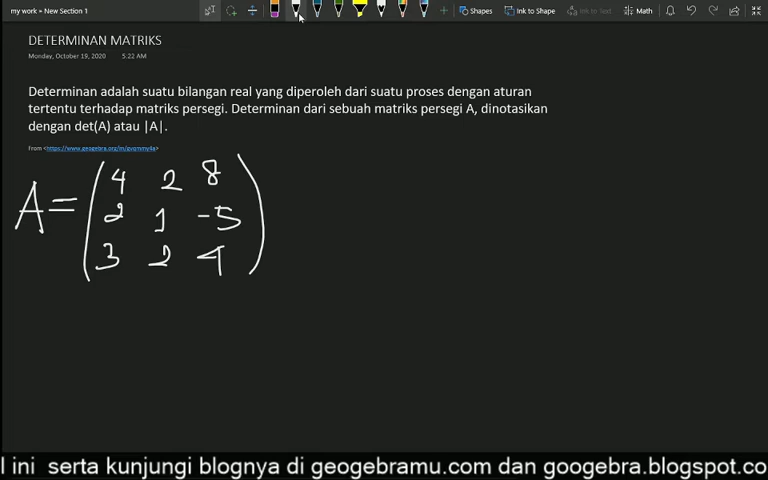 my work > New Section 1
Shapes
Ink to Shape
Ink to Text
Math
DETERMINAN MATRIKS
Monday, October 19, 2020 5:22 AM
Determinan adalah suatu bilangan real yang diperoleh dari suatu proses dengan aturan
tertentu terhadap matriks persegi. Determinan dari sebuah matriks persegi A, dinotasikan
dengan det(A) atau |A|.
From <https://www.geogebra.org/m/gvqmmy4a>
A = ( 4 2 8
2 1 -5
3 2 4 )
l ini serta kunjungi blognya di geogebramu.com dan googebra.blogspot.co